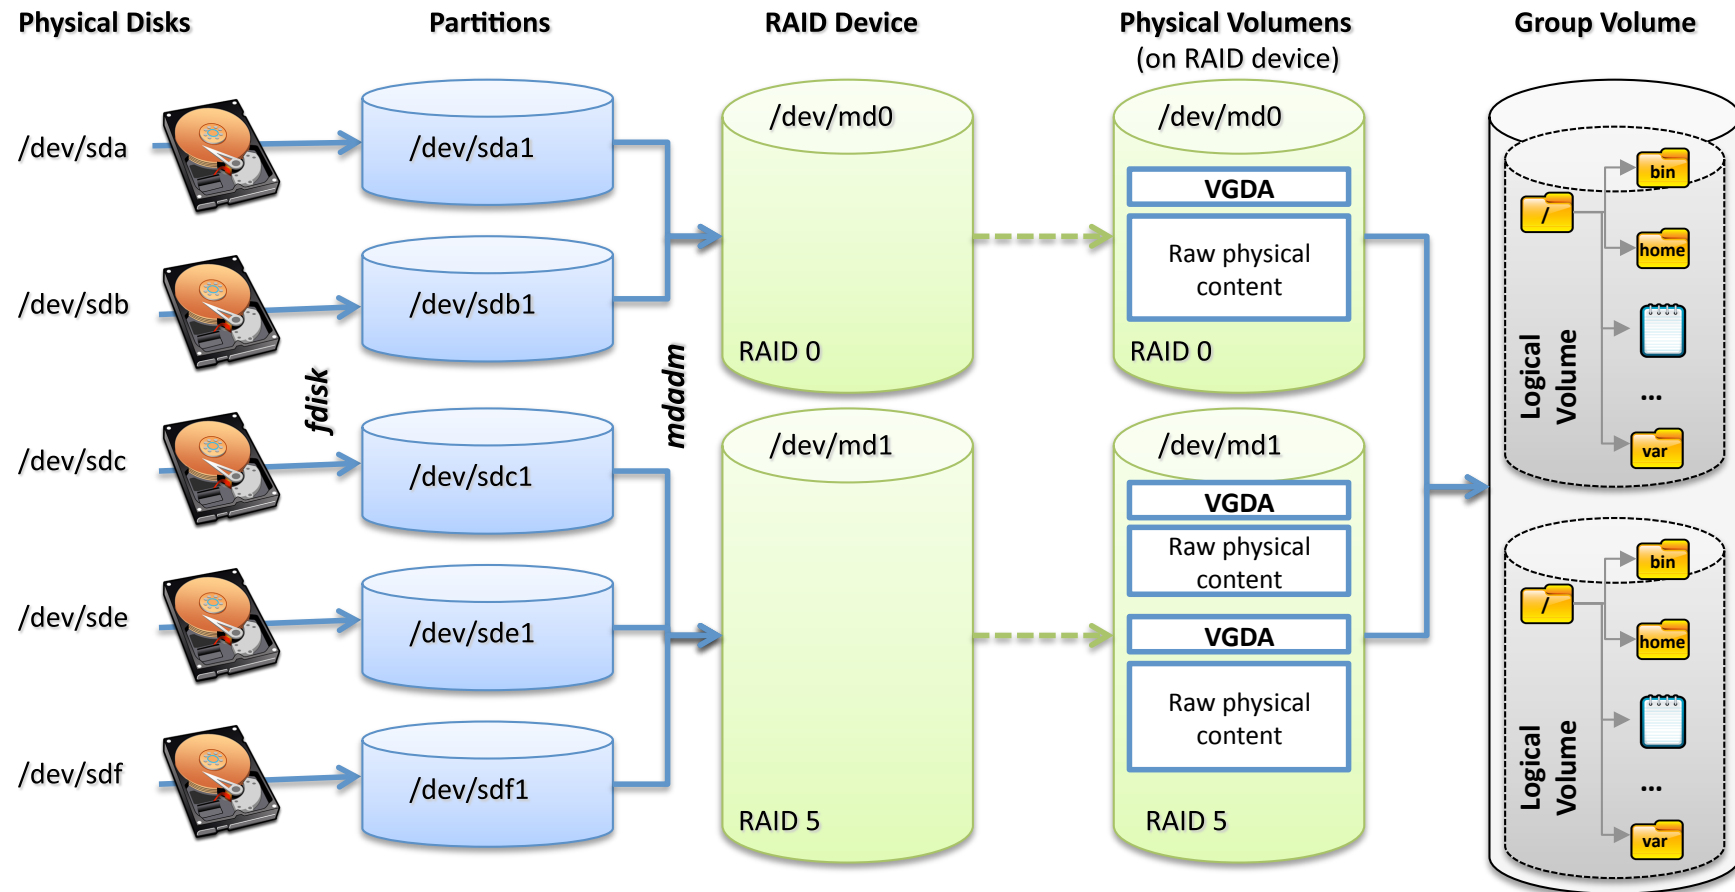 Physical Disks
Partitions
RAID Device
Physical Volumens
(on RAID device)
Group Volume
/dev/sda
/dev/sdb
/dev/sdc
/dev/sde
/dev/sdf
fdisk
/dev/sda1
/dev/sdb1
/dev/sdc1
/dev/sde1
/dev/sdf1
mdadm
/dev/md0
RAID 0
/dev/md1
RAID 5
/dev/md0
VGDA
Raw physical
content
RAID 0
/dev/md1
VGDA
Raw physical
content
VGDA
Raw physical
content
RAID 5
bin
/
home
...
var
Logical
Volume
bin
/
home
...
var
Logical
Volume